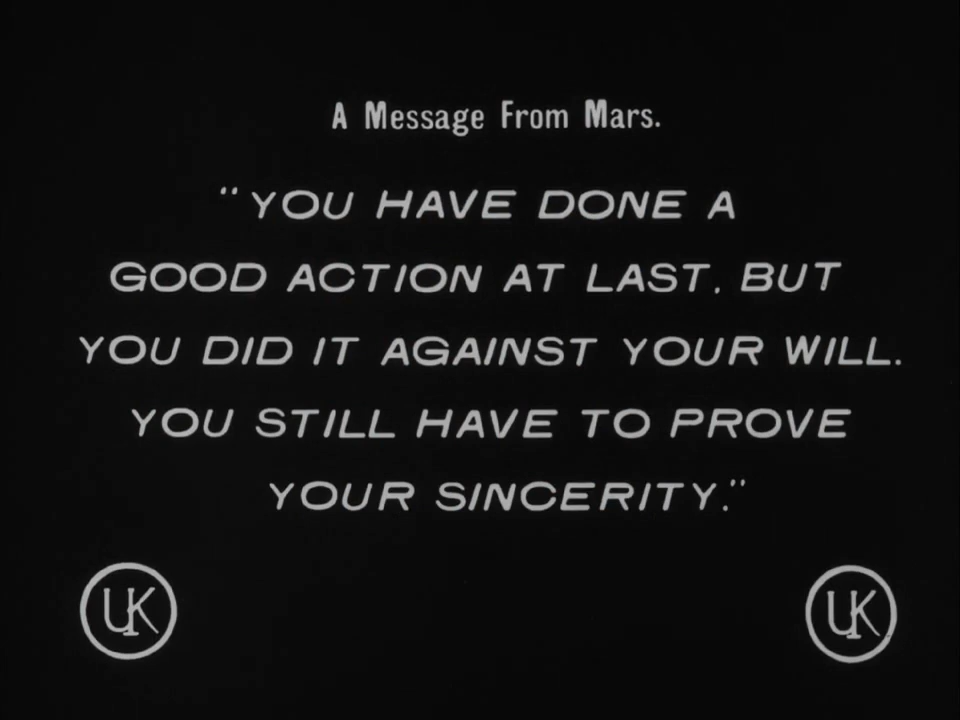 A Message From Mars.
"YOU HAVE DONE A
GOOD ACTION AT LAST, BUT
YOU DID IT AGAINST YOUR WILL.
YOU STILL HAVE TO PROVE
YOUR SINCERITY."
UK UK